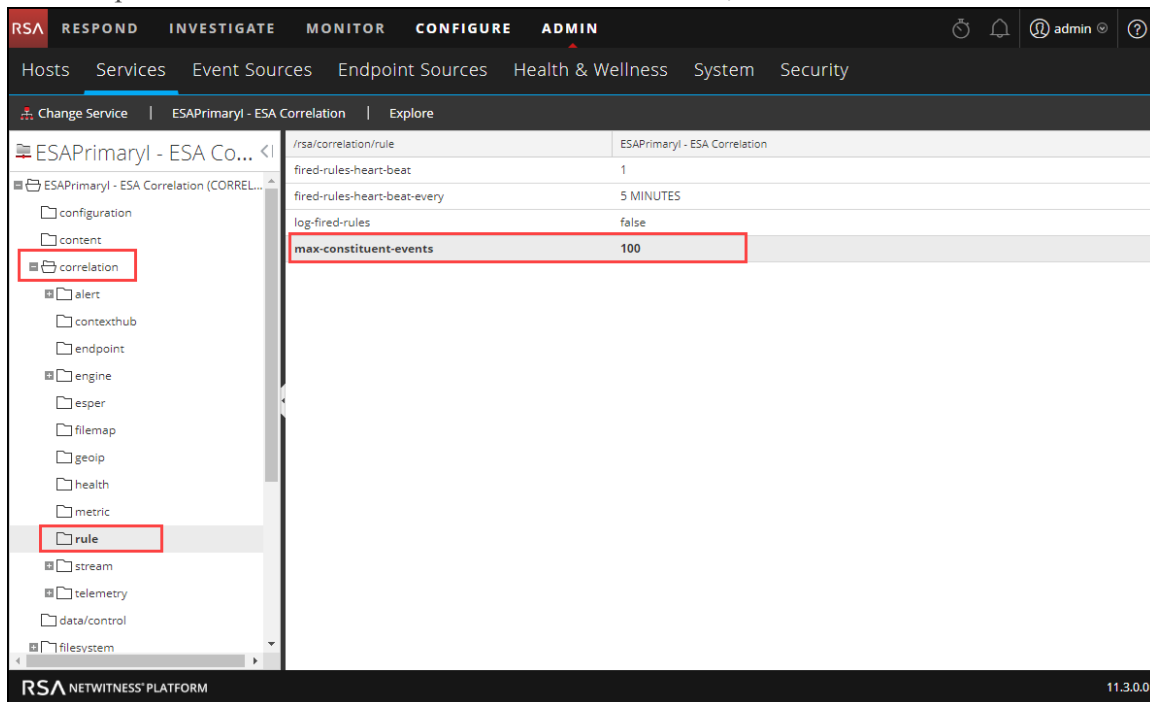 RSA RESPOND INVESTIGATE MONITOR CONFIGURE ADMIN admin ?
Hosts Services Event Sources Endpoint Sources Health & Wellness System Security
Change Service | ESAPrimaryI - ESA Correlation | Explore
ESAPrimaryI - ESA Co...
ESAPrimaryI - ESA Correlation (CORREL...
configuration
content
correlation
alert
contexthub
endpoint
engine
esper
filemap
geoip
health
metric
rule
stream
telemetry
data/control
filesystem
/rsa/correlation/rule ESAPrimaryI - ESA Correlation
fired-rules-heart-beat 1
fired-rules-heart-beat-every 5 MINUTES
log-fired-rules false
max-constituent-events 100
RSA NETWITNESS® PLATFORM 11.3.0.0